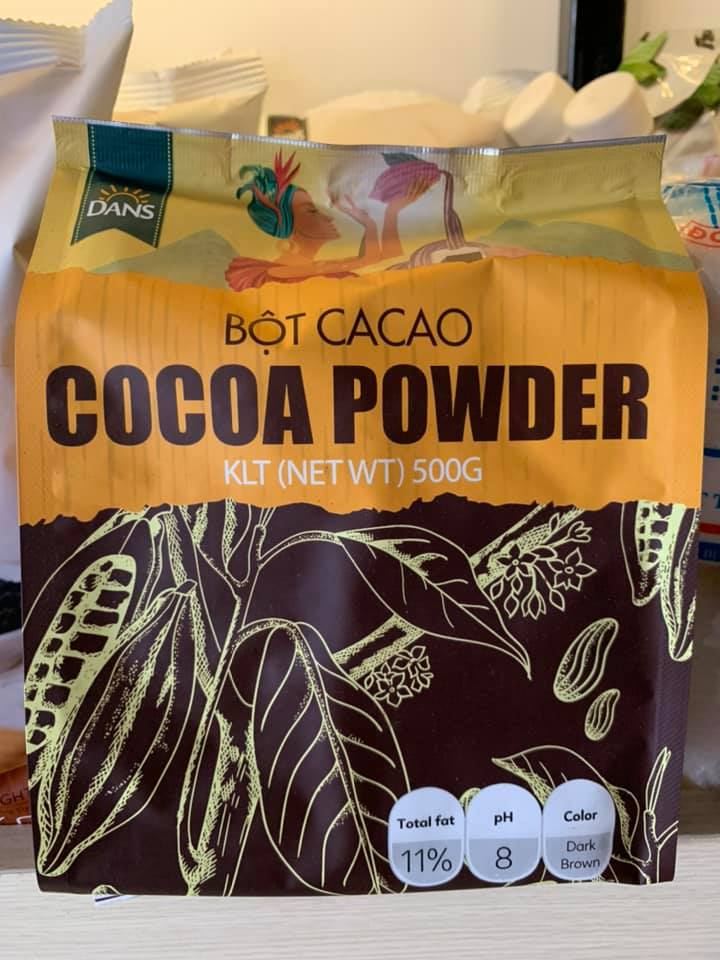 DANS
BỘT CACAO
COCOA POWDER
KLT (NET WT) 500G
Total fat
11%
pH
8
Color
Dark
Brown